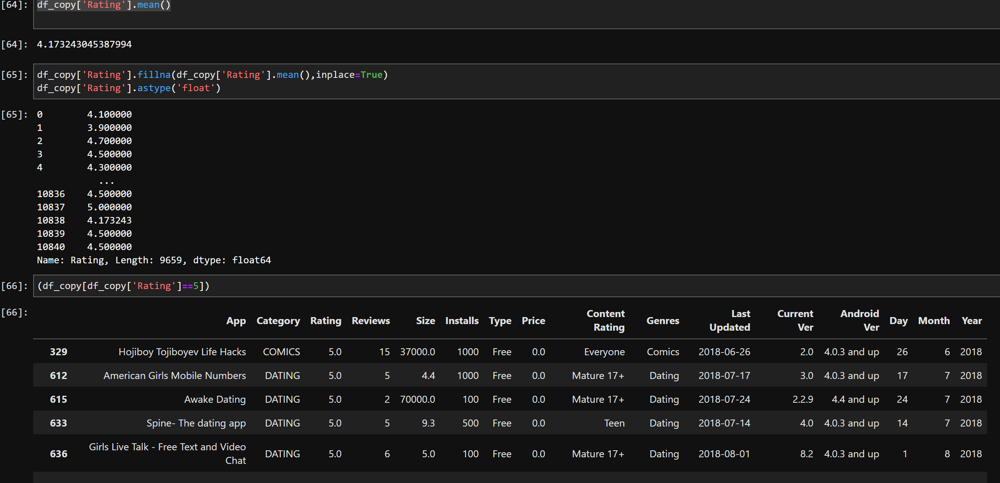 [64]: df_copy['Rating'].mean()
[64]: 4.173243045387994
[65]: df_copy['Rating'].fillna(df_copy['Rating'].mean(),inplace=True)
df_copy['Rating'].astype('float')
[65]: 0 4.100000
1 3.900000
2 4.700000
3 4.500000
4 4.300000
...
10836 4.500000
10837 5.000000
10838 4.173243
10839 4.500000
10840 4.500000
Name: Rating, Length: 9659, dtype: float64
[66]: (df_copy[df_copy['Rating']==5])
[66]:
App Category Rating Reviews Size Installs Type Price Content Rating Genres Last Updated Current Ver Android Ver Day Month Year
329 Hojiboy Tojiboyev Life Hacks COMICS 5.0 15 37000.0 1000 Free 0.0 Everyone Comics 2018-06-26 2.0 4.0.3 and up 26 6 2018
612 American Girls Mobile Numbers DATING 5.0 5 4.4 1000 Free 0.0 Mature 17+ Dating 2018-07-17 3.0 4.0.3 and up 17 7 2018
615 Awake Dating DATING 5.0 2 70000.0 100 Free 0.0 Mature 17+ Dating 2018-07-24 2.2.9 4.4 and up 24 7 2018
633 Spine- The dating app DATING 5.0 5 9.3 500 Free 0.0 Teen Dating 2018-07-14 4.0 4.0.3 and up 14 7 2018
636 Girls Live Talk - Free Text and Video Chat DATING 5.0 6 5.0 100 Free 0.0 Mature 17+ Dating 2018-08-01 8.2 4.0.3 and up 1 8 2018